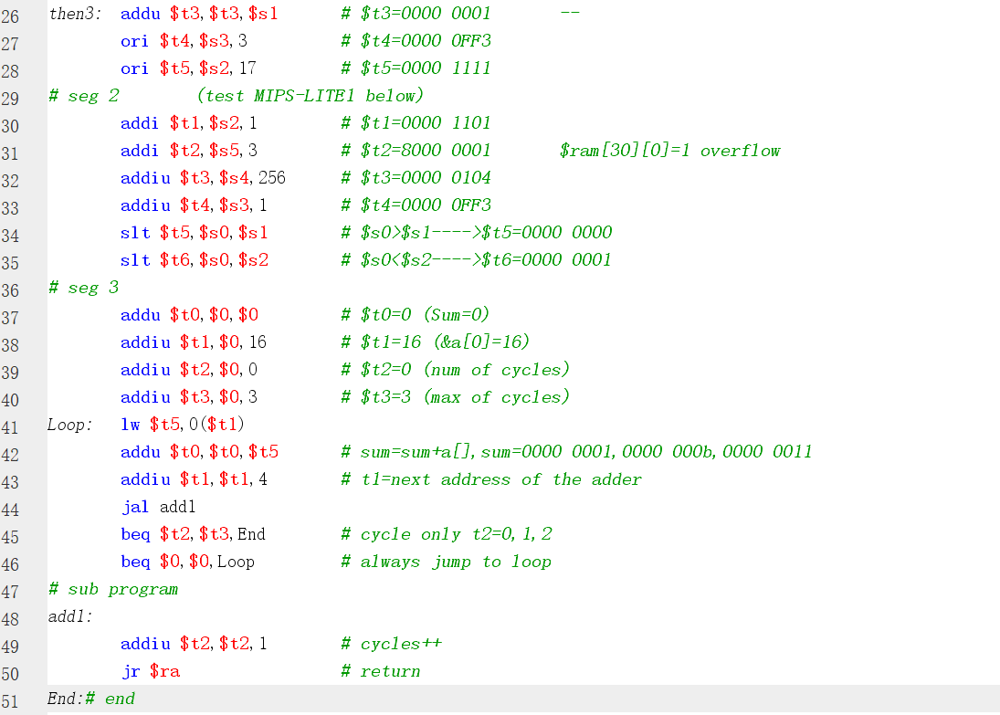 26 then3: addu $t3,$t3,$s1 # $t3=0000 0001 --
27 ori $t4,$s3,3 # $t4=0000 0FF3
28 ori $t5,$s2,17 # $t5=0000 1111
29 # seg 2 (test MIPS-LITE1 below)
30 addi $t1,$s2,1 # $t1=0000 1101
31 addi $t2,$s5,3 # $t2=8000 0001 $ram[30][0]=1 overflow
32 addiu $t3,$s4,256 # $t3=0000 0104
33 addiu $t4,$s3,1 # $t4=0000 0FF3
34 slt $t5,$s0,$s1 # $s0>$s1---->$t5=0000 0000
35 slt $t6,$s0,$s2 # $s0<$s2---->$t6=0000 0001
36 # seg 3
37 addu $t0,$0,$0 # $t0=0 (Sum=0)
38 addiu $t1,$0,16 # $t1=16 (&a[0]=16)
39 addiu $t2,$0,0 # $t2=0 (num of cycles)
40 addiu $t3,$0,3 # $t3=3 (max of cycles)
41 Loop: lw $t5,0($t1)
42 addu $t0,$t0,$t5 # sum=sum+a[],sum=0000 0001,0000 000b,0000 0011
43 addiu $t1,$t1,4 # t1=next address of the adder
44 jal add1
45 beq $t2,$t3,End # cycle only t2=0,1,2
46 beq $0,$0,Loop # always jump to loop
47 # sub program
48 add1:
49 addiu $t2,$t2,1 # cycles++
50 jr $ra # return
51 End:# end